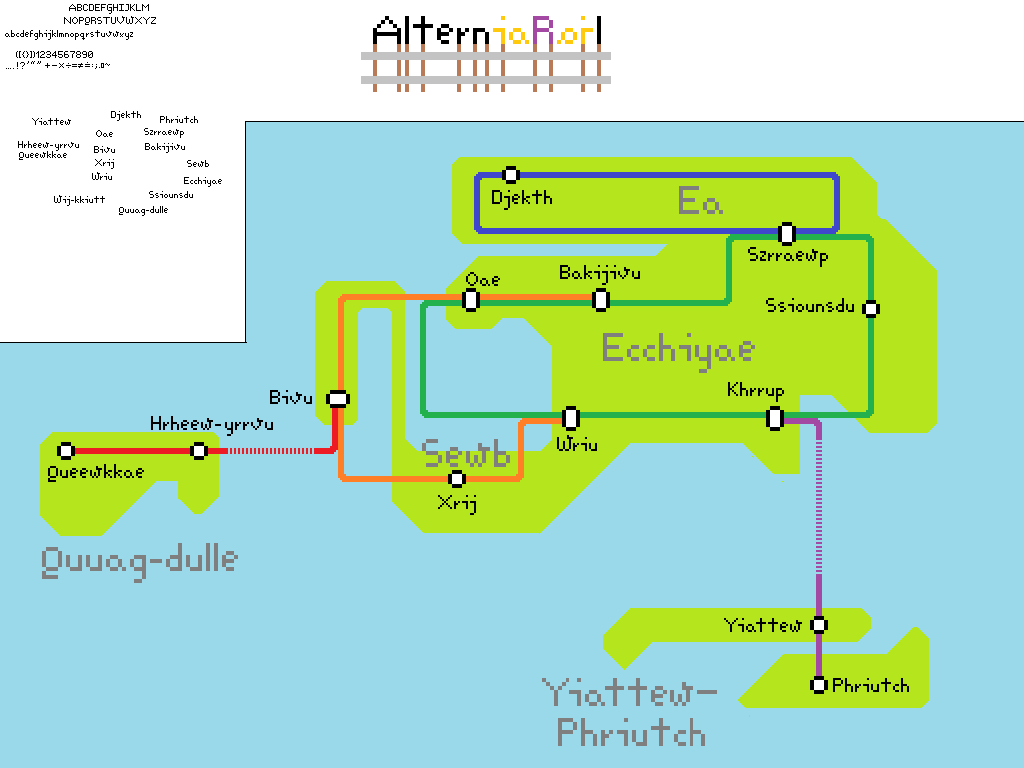 ABCDEFGHIJKLM
NOPQRSTUVWXYZ
abcdefghijklmnopqrstuvwxyz
([{}])1234567890
AlterniaRail
Yiattew
Djekth
Phriutch
Oae
Szrraewp
Hrheew-yrrvu
Queewkkae
Bivu
Bakijivu
Xrij
Sewb
Wriu
Ecchiyae
Wij-kkiutt
Ssiounsdu
Quuag-dulle
Djekth
Ea
Szrraewp
Oae
Bakijivu
Ssiounsdu
Ecchiyae
Bivu
Khrrup
Hrheew-yrrvu
Wriu
Sewb
Queewkkae
Xrij
Quuag-dulle
Yiattew
Yiattew-
Phriutch
Phriutch